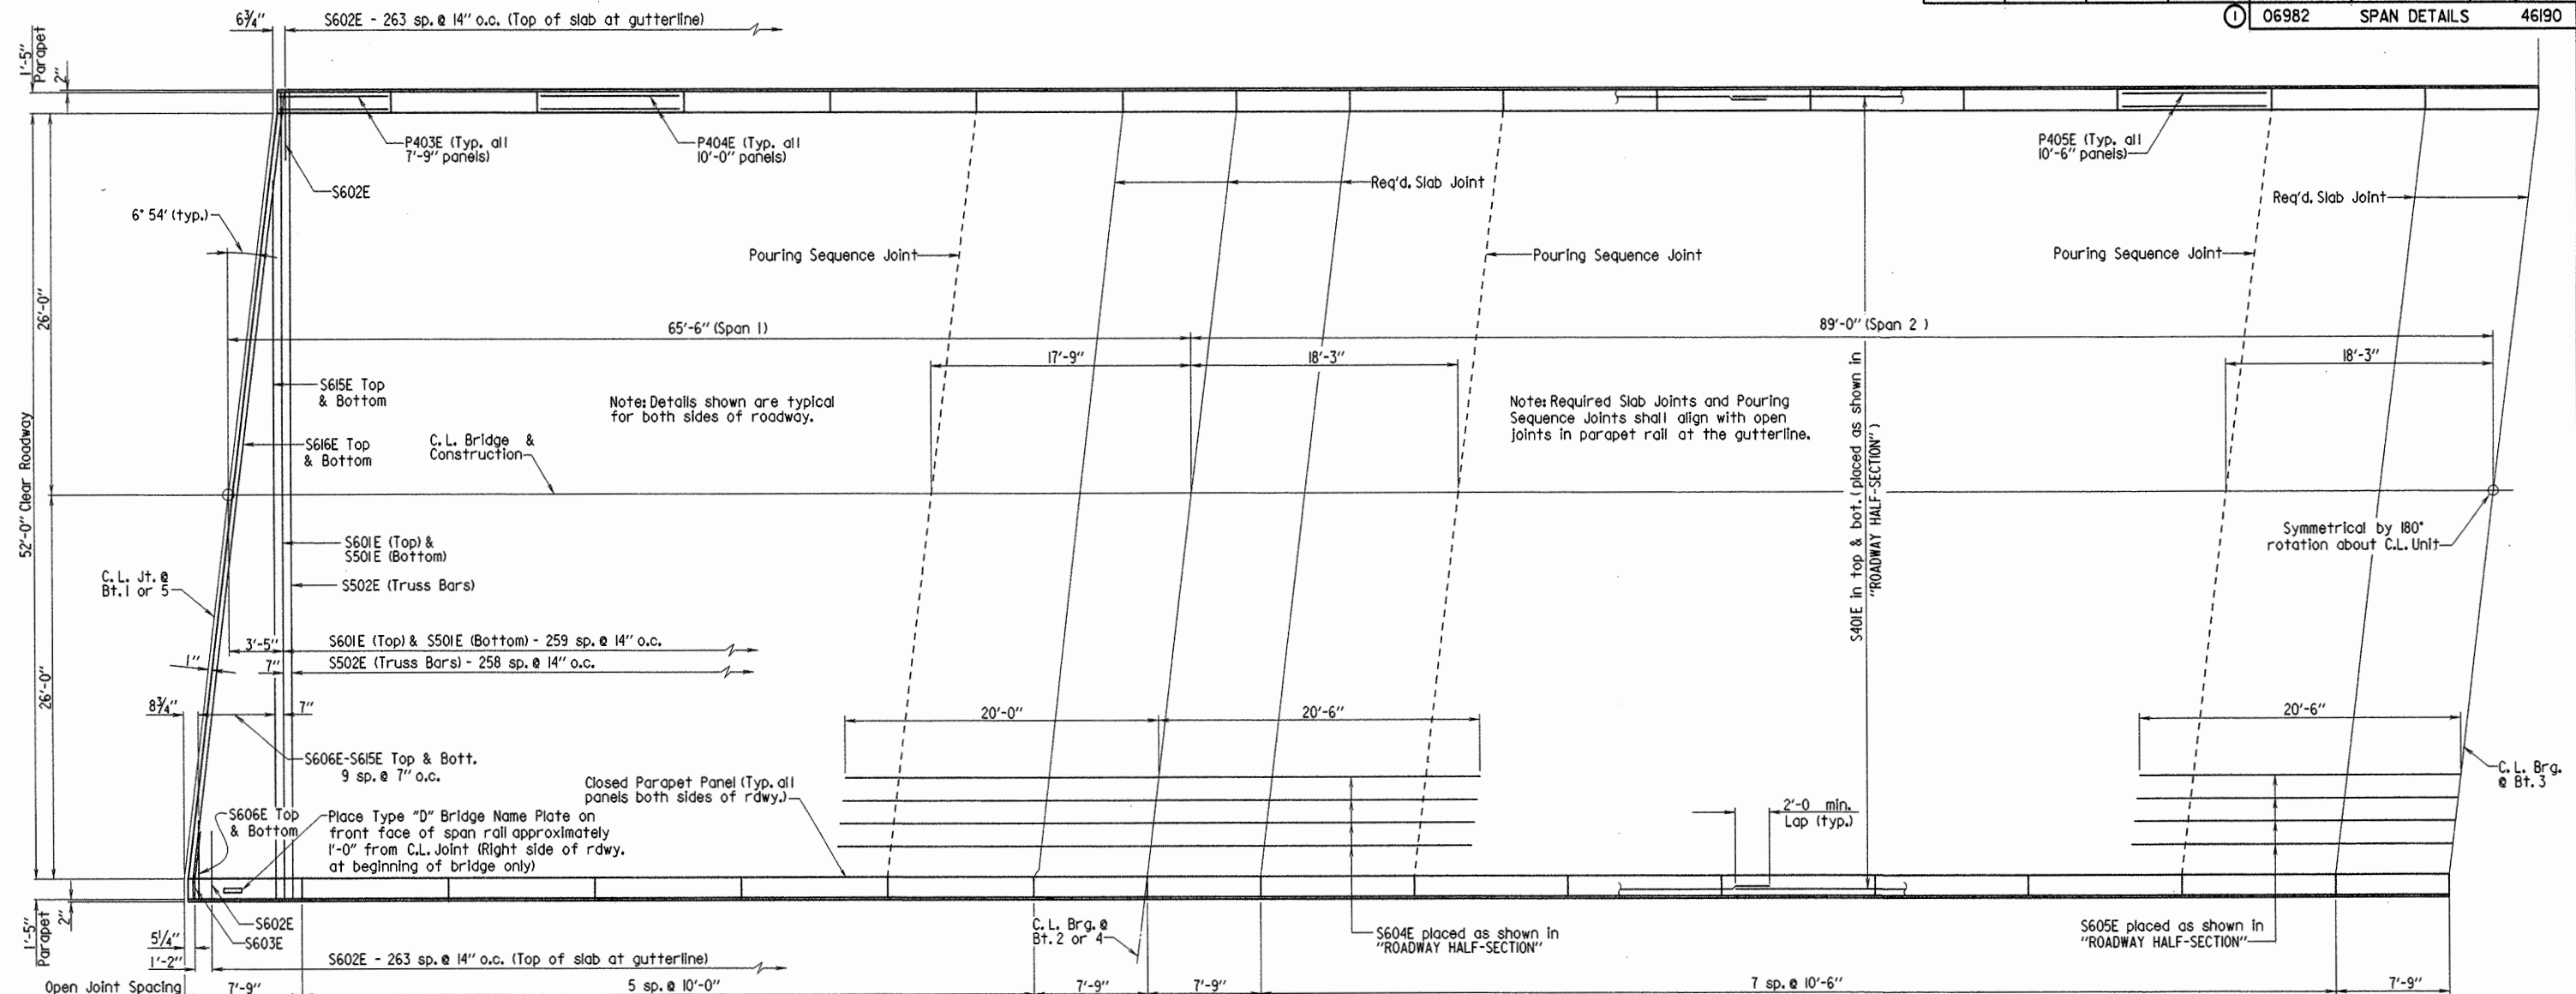 ① 06982 SPAN DETAILS 46190
6¾" S602E - 263 sp. @ 14" o.c. (Top of slab at gutterline)
1'-5" Parapet
2"
P403E (Typ. all
7'-9" panels)
P404E (Typ. all
10'-0" panels)
P405E (Typ. all
10'-6" panels)
S602E
Req'd. Slab Joint
Req'd. Slab Joint
6° 54' (typ.)
Pouring Sequence Joint
Pouring Sequence Joint
Pouring Sequence Joint
26'-0"
65'-6" (Span 1)
89'-0" (Span 2 )
17'-9"
18'-3"
18'-3"
S615E Top
& Bottom
Note: Details shown are typical
for both sides of roadway.
Note: Required Slab Joints and Pouring
Sequence Joints shall align with open
joints in parapet rail at the gutterline.
S616E Top
& Bottom
C.L. Bridge &
Construction
52'-0" Clear Roadway
S401E in top & bot. (placed as shown in
"ROADWAY HALF-SECTION")
Symmetrical by 180°
rotation about C.L. Unit
S601E (Top) &
S501E (Bottom)
C.L. Jt. @
Bt. 1 or 5
S502E (Truss Bars)
3'-5" S601E (Top) & S501E (Bottom) - 259 sp. @ 14" o.c.
1" 7" S502E (Truss Bars) - 258 sp. @ 14" o.c.
26'-0"
8¾" 7"
20'-0"
20'-6"
20'-6"
S606E-S615E Top & Bott.
9 sp. @ 7" o.c.
Closed Parapet Panel (Typ. all
panels both sides of rdwy.)
C.L. Brg.
@ Bt. 3
2'-0 min.
Lap (typ.)
S606E Top
& Bottom
Place Type "D" Bridge Name Plate on
front face of span rail approximately
1'-0" from C.L. Joint (Right side of rdwy.
at beginning of bridge only)
2"
1'-5" Parapet
S602E
S603E
5¼"
1'-2"
C.L. Brg. @
Bt. 2 or 4
S604E placed as shown in
"ROADWAY HALF-SECTION"
S605E placed as shown in
"ROADWAY HALF-SECTION"
S602E - 263 sp. @ 14" o.c. (Top of slab at gutterline)
Open Joint Spacing 7'-9" 5 sp. @ 10'-0" 7'-9" 7'-9" 7 sp. @ 10'-6" 7'-9"